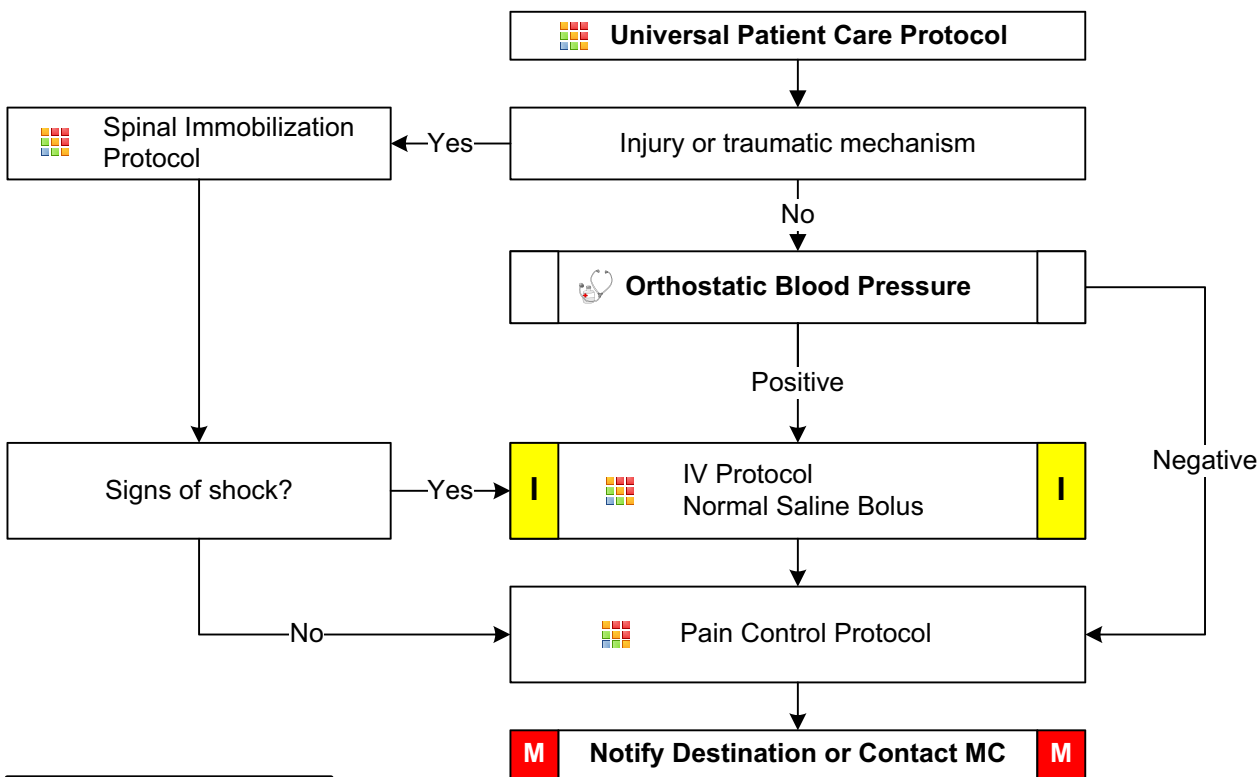 Universal Patient Care Protocol
Spinal Immobilization
Protocol
Yes
Injury or traumatic mechanism
No
Orthostatic Blood Pressure
Positive
Negative
Signs of shock?
Yes
I
IV Protocol
Normal Saline Bolus
I
No
Pain Control Protocol
M
Notify Destination or Contact MC
M